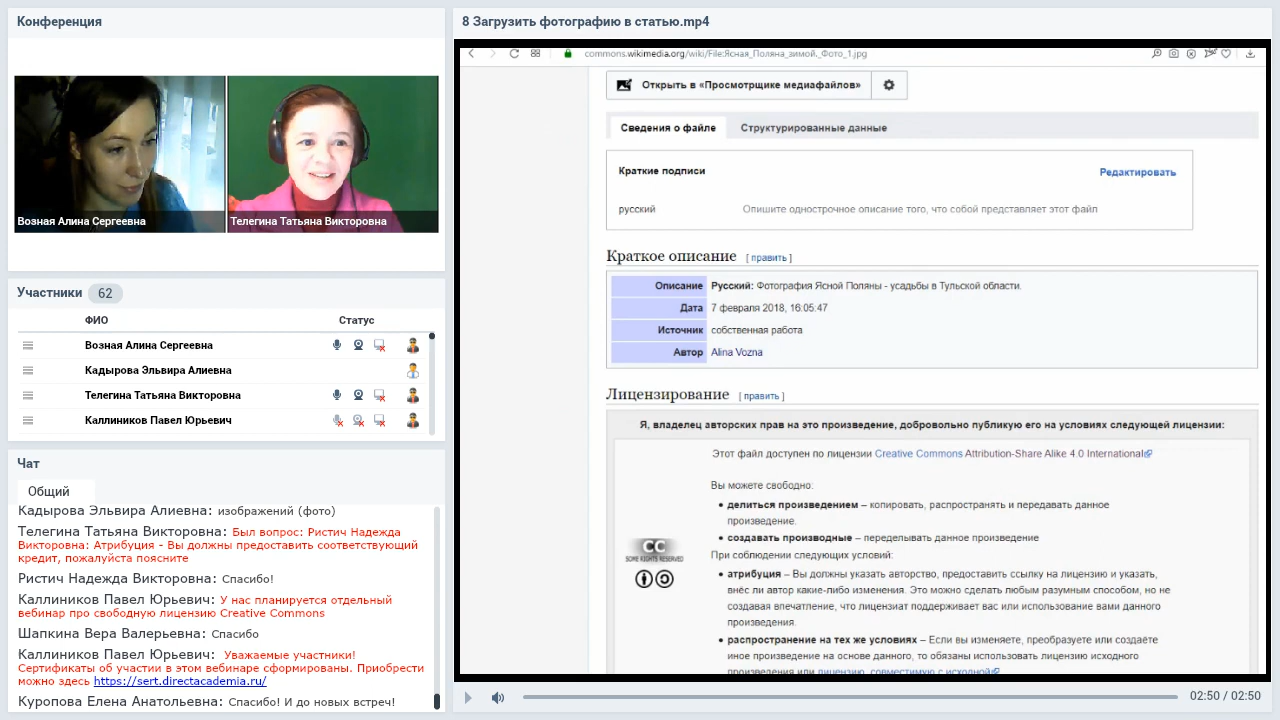 Конференция
Возная Алина Сергеевна
Телегина Татьяна Викторовна
Участники 62
ФИО Статус
Возная Алина Сергеевна
Кадырова Эльвира Алиевна
Телегина Татьяна Викторовна
Каллиников Павел Юрьевич
Чат
Общий
Кадырова Эльвира Алиевна: изображений (фото)
Телегина Татьяна Викторовна: Был вопрос: Ристич Надежда
Викторовна: Атрибуция - Вы должны предоставить соответствующий
кредит, пожалуйста поясните
Ристич Надежда Викторовна: Спасибо!
Каллиников Павел Юрьевич: У нас планируется отдельный
вебинар про свободную лицензию Creative Commons
Шапкина Вера Валерьевна: Спасибо
Каллиников Павел Юрьевич: Уважаемые участники!
Сертификаты об участии в этом вебинаре сформированы. Приобрести
можно здесь https://sert.directacademia.ru/
Куропова Елена Анатольевна: Спасибо! И до новых встреч!
8 Загрузить фотографию в статью.mp4
commons.wikimedia.org/wiki/File:Ясная_Поляна_зимой._Фото_1.jpg
Открыть в «Просмотрщике медиафайлов»
Сведения о файле Структурированные данные
Краткие подписи Редактировать
русский Опишите однострочное описание того, что собой представляет этот файл
Краткое описание [ править ]
Описание Русский: Фотография Ясной Поляны - усадьбы в Тульской области.
Дата 7 февраля 2018, 16:05:47
Источник собственная работа
Автор Alina Vozna
Лицензирование [ править ]
Я, владелец авторских прав на это произведение, добровольно публикую его на условиях следующей лицензии:
Этот файл доступен по лицензии Creative Commons Attribution-Share Alike 4.0 International
Вы можете свободно:
• делиться произведением – копировать, распространять и передавать данное
произведение.
• создавать производные – переделывать данное произведение
CC
SOME RIGHTS RESERVED
При соблюдении следующих условий:
• атрибуция – Вы должны указать авторство, предоставить ссылку на лицензию и указать,
внёс ли автор какие-либо изменения. Это можно сделать любым разумным способом, но не
создавая впечатление, что лицензиат поддерживает вас или использование вами данного
произведения.
• распространение на тех же условиях – Если вы изменяете, преобразуете или создаёте
иное произведение на основе данного, то обязаны использовать лицензию исходного
произведения или лицензию, совместимую с исходной
02:50 / 02:50